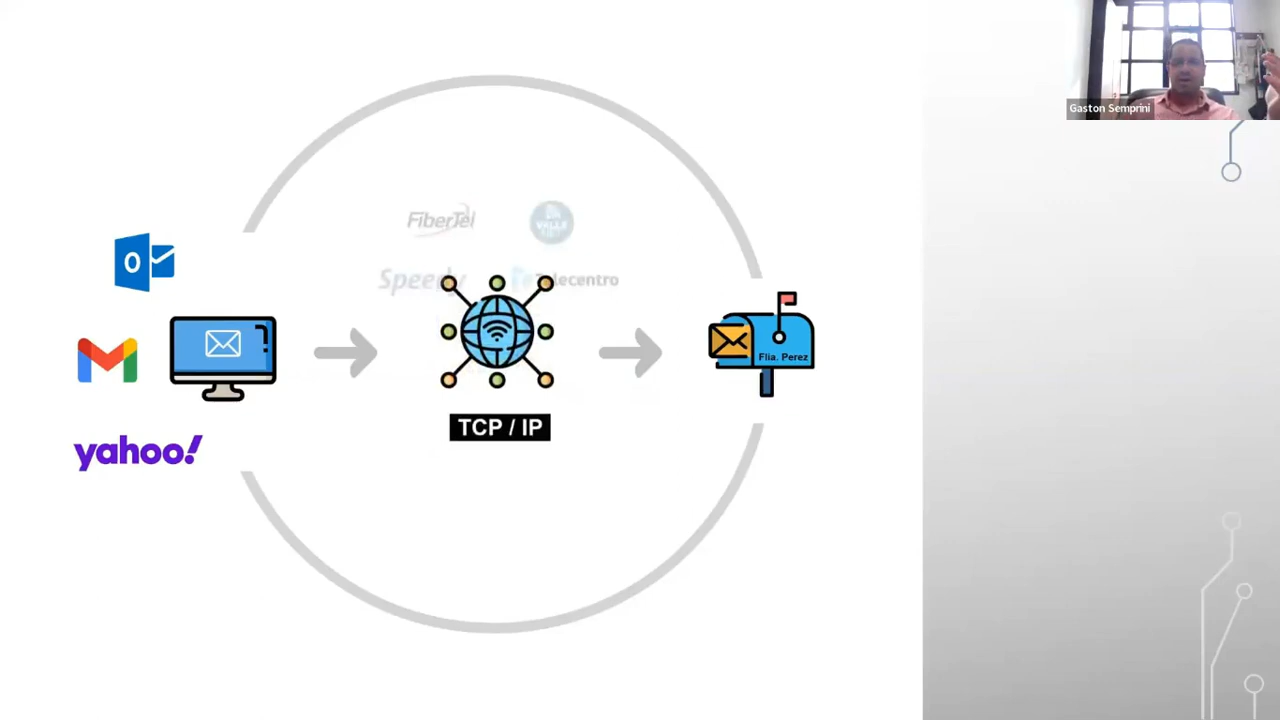 Gaston Semprini
FiberTel
Speedy
Telecentro
O
yahoo!
Flia. Perez
TCP / IP